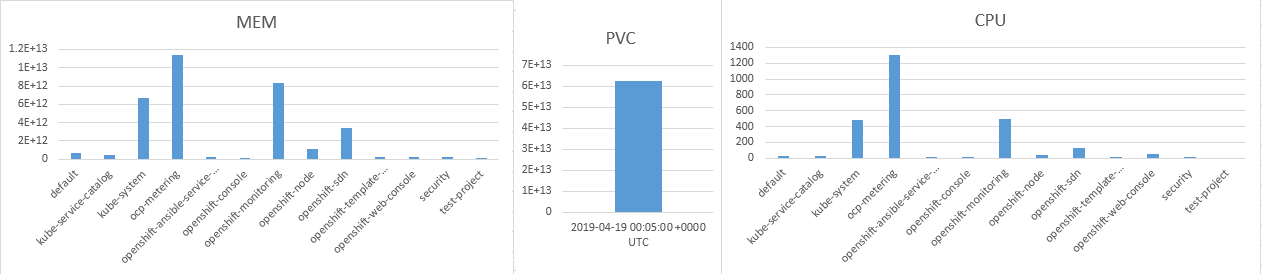 MEM
1.2E+13
1E+13
8E+12
6E+12
4E+12
2E+12
0
default
kube-service-catalog
kube-system
ocp-metering
openshift-ansible-service-...
openshift-console
openshift-monitoring
openshift-node
openshift-sdn
openshift-template-...
openshift-web-console
security
test-project
PVC
7E+13
6E+13
5E+13
4E+13
3E+13
2E+13
1E+13
0
2019-04-19 00:05:00 +0000
UTC
CPU
1400
1200
1000
800
600
400
200
0
default
kube-service-catalog
kube-system
ocp-metering
openshift-ansible-service-...
openshift-console
openshift-monitoring
openshift-node
openshift-sdn
openshift-template-...
openshift-web-console
security
test-project